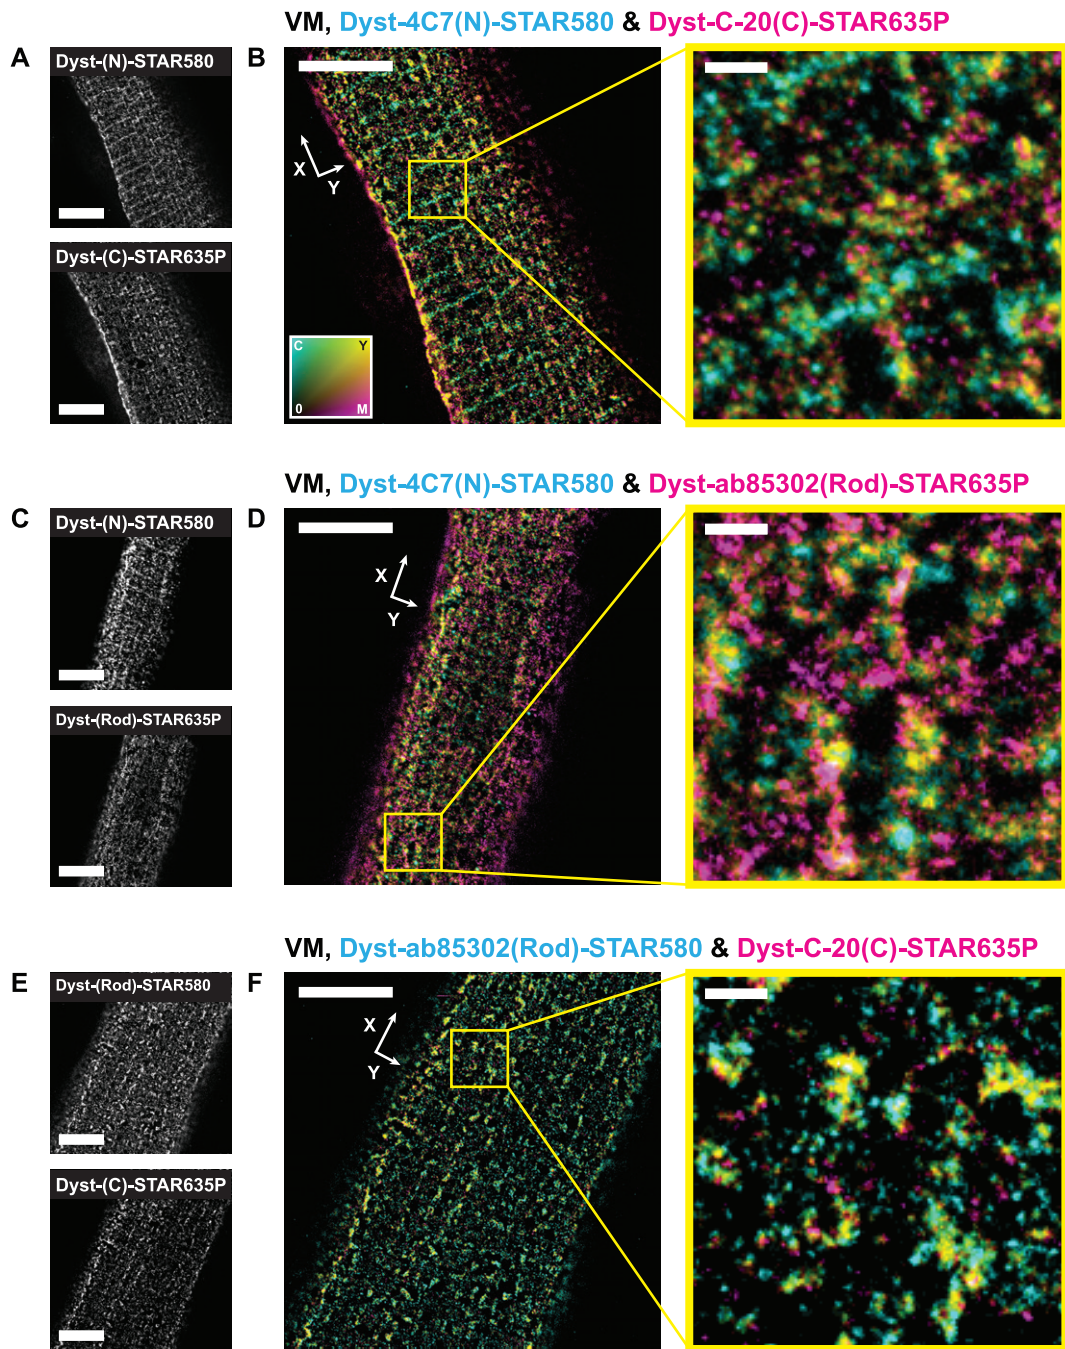 VM, Dyst-4C7(N)-STAR580 & Dyst-C-20(C)-STAR635P
A
Dyst-(N)-STAR580
B
X
Y
Dyst-(C)-STAR635P
C
Y
0
M
VM, Dyst-4C7(N)-STAR580 & Dyst-ab85302(Rod)-STAR635P
C
Dyst-(N)-STAR580
D
X
Y
Dyst-(Rod)-STAR635P
VM, Dyst-ab85302(Rod)-STAR580 & Dyst-C-20(C)-STAR635P
E
Dyst-(Rod)-STAR580
F
X
Y
Dyst-(C)-STAR635P